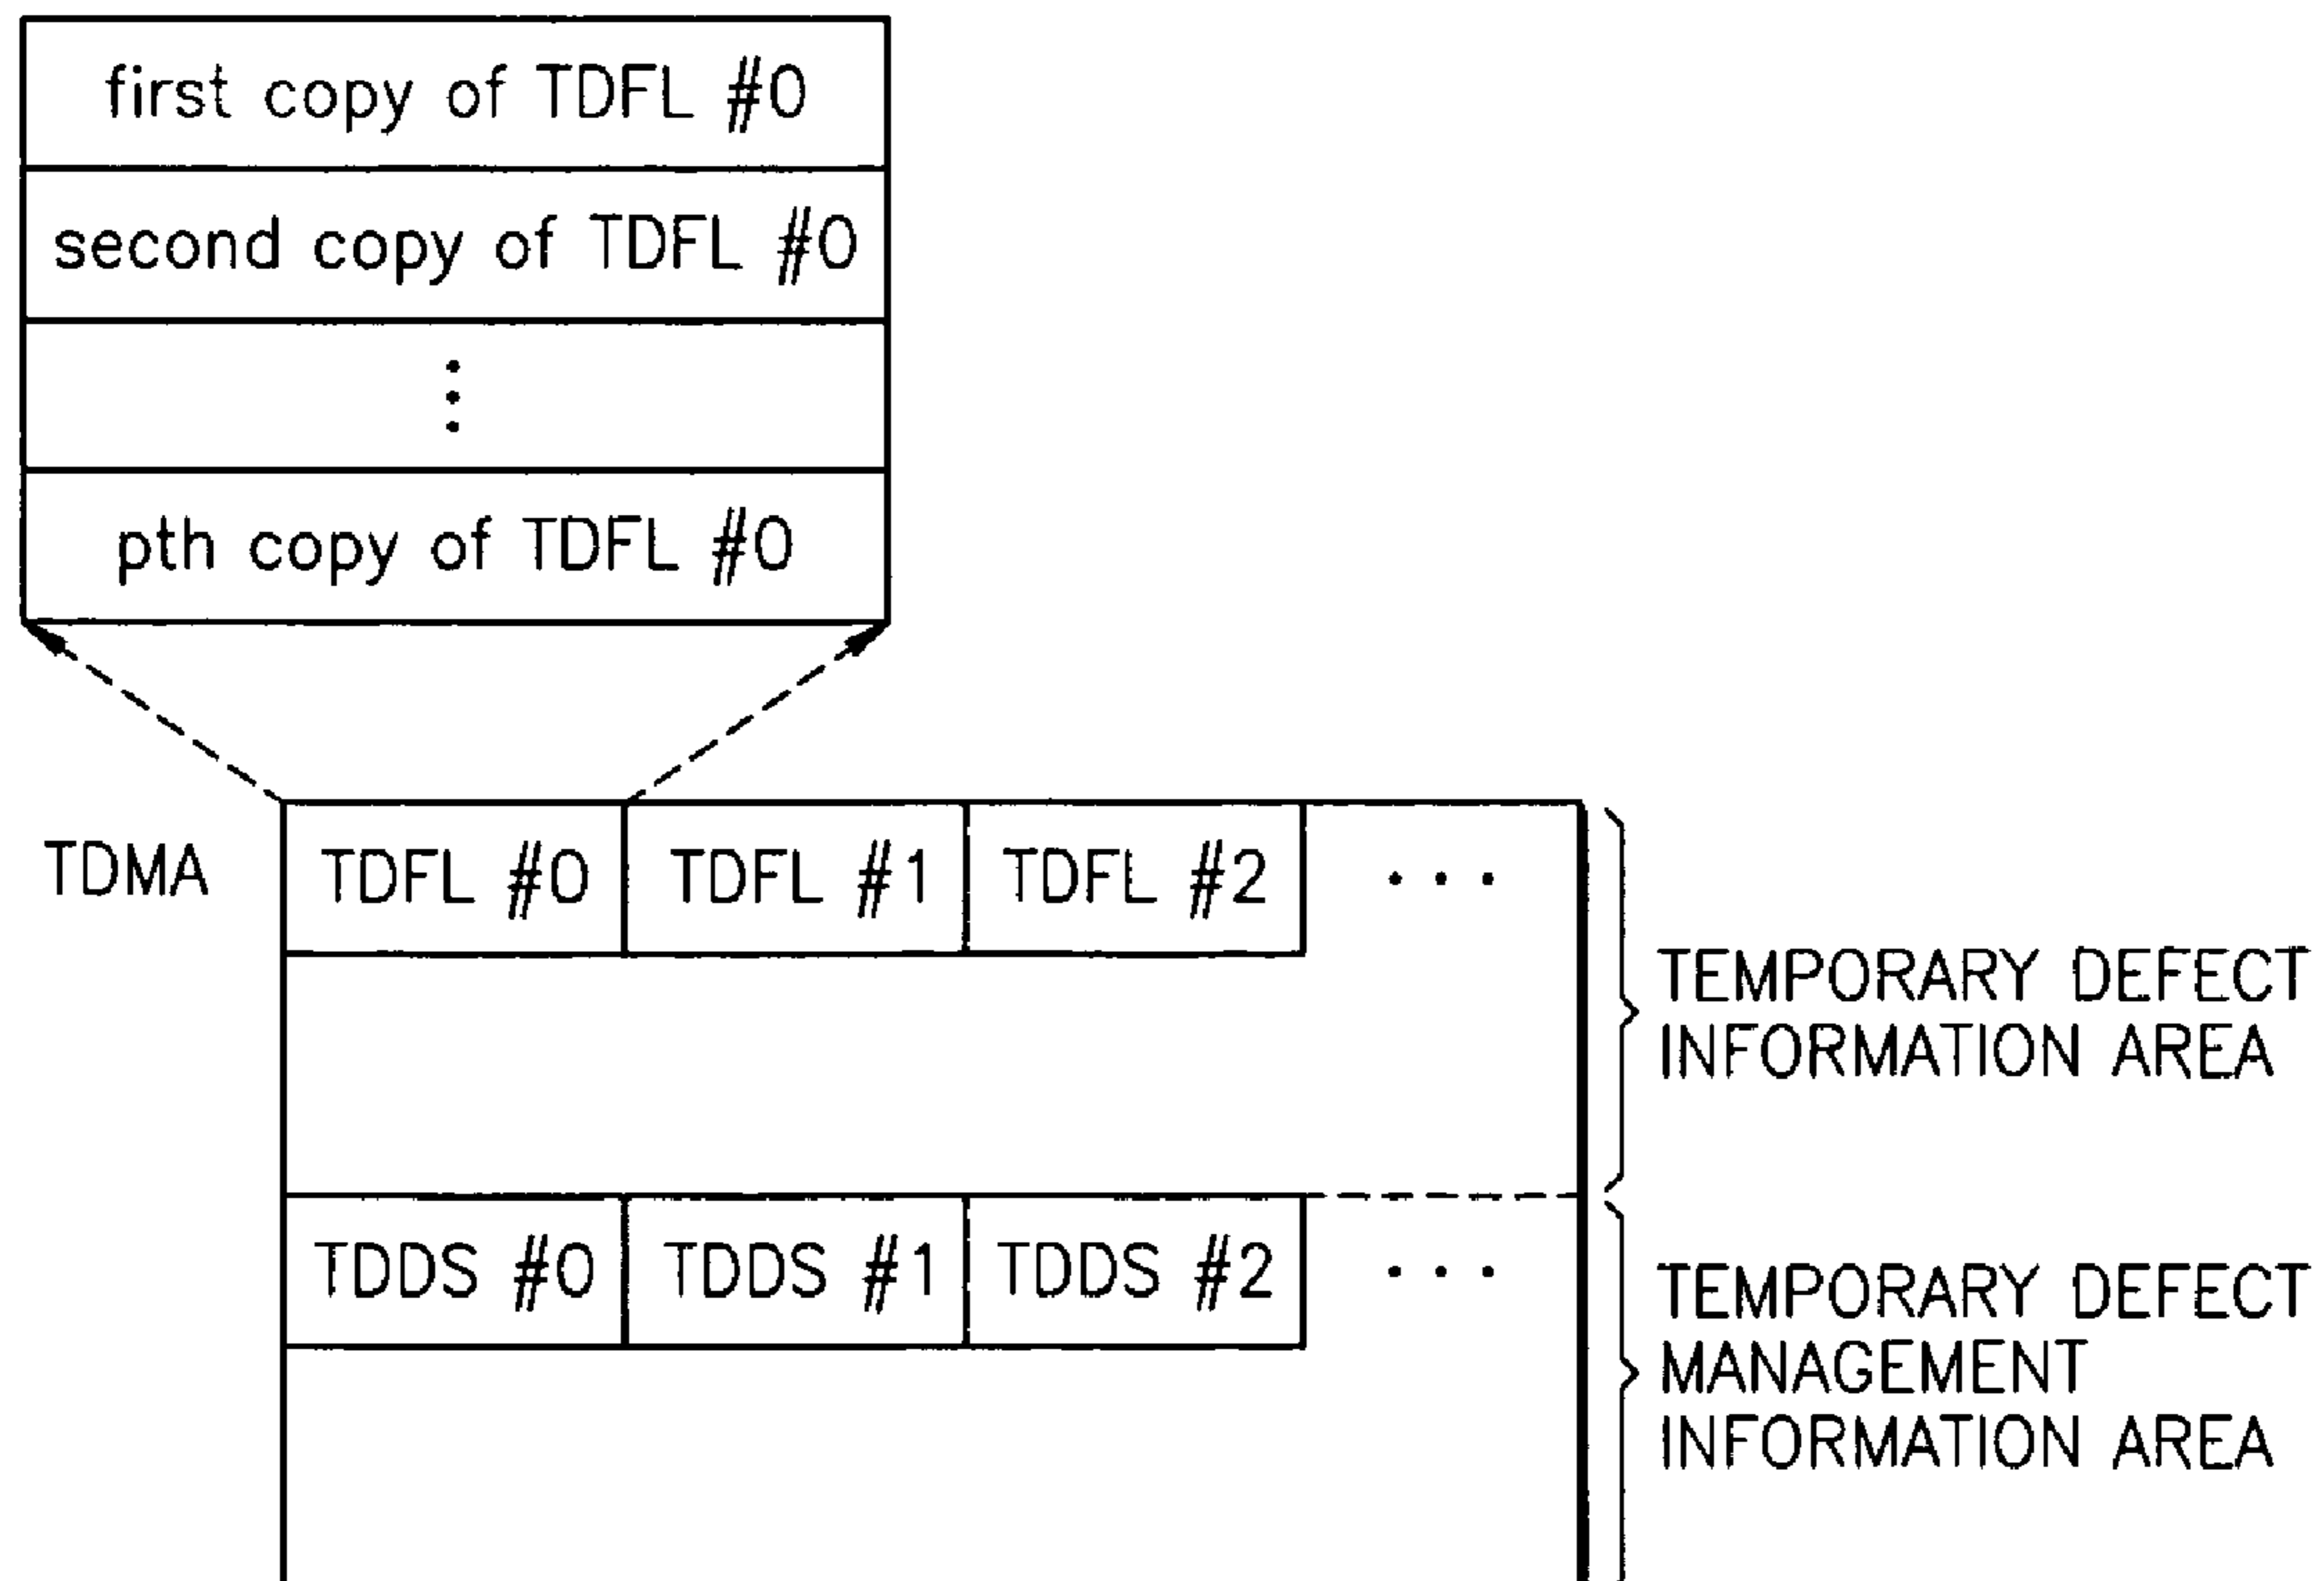 first copy of TDFL #0
second copy of TDFL #0
⋮
pth copy of TDFL #0
TDMA
TDFL #0 TDFL #1 TDFL #2 ...
TEMPORARY DEFECT
INFORMATION AREA
TDDS #0 TDDS #1 TDDS #2 ...
TEMPORARY DEFECT
MANAGEMENT
INFORMATION AREA